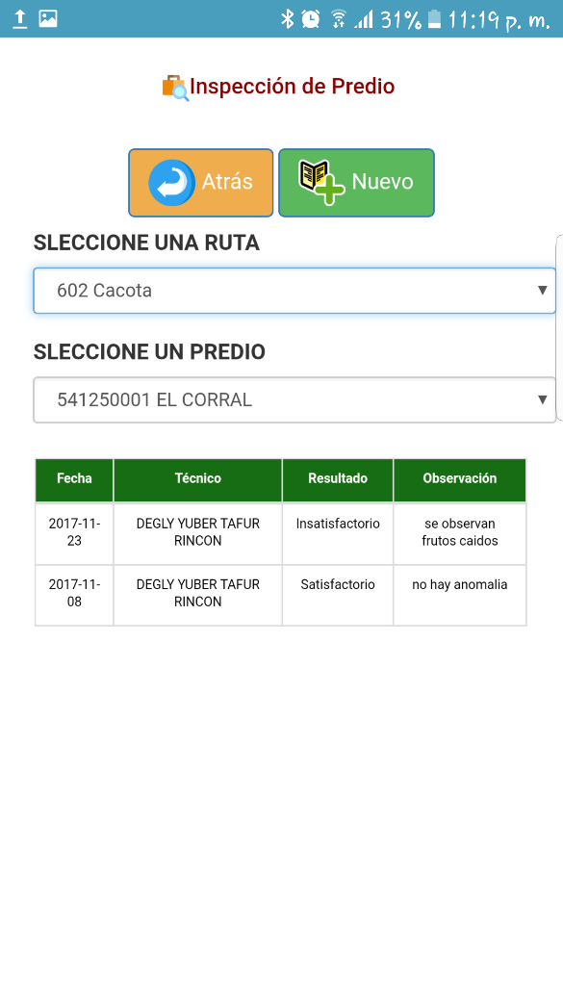 31% 11:19 p. m.
Inspección de Predio
Atrás Nuevo
SLECCIONE UNA RUTA
602 Cacota
SLECCIONE UN PREDIO
541250001 EL CORRAL
Fecha Técnico Resultado Observación
2017-11- DEGLY YUBER TAFUR Insatisfactorio se observan
23 RINCON frutos caidos
2017-11- DEGLY YUBER TAFUR Satisfactorio no hay anomalia
08 RINCON